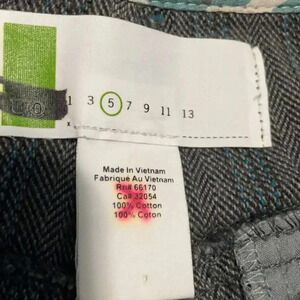 1 3 5 7 9 11 13
Made in Vietnam
Fabriqué Au Vietnam
Rn# 66170
Ca# 32054
100% Cotton
100% Coton